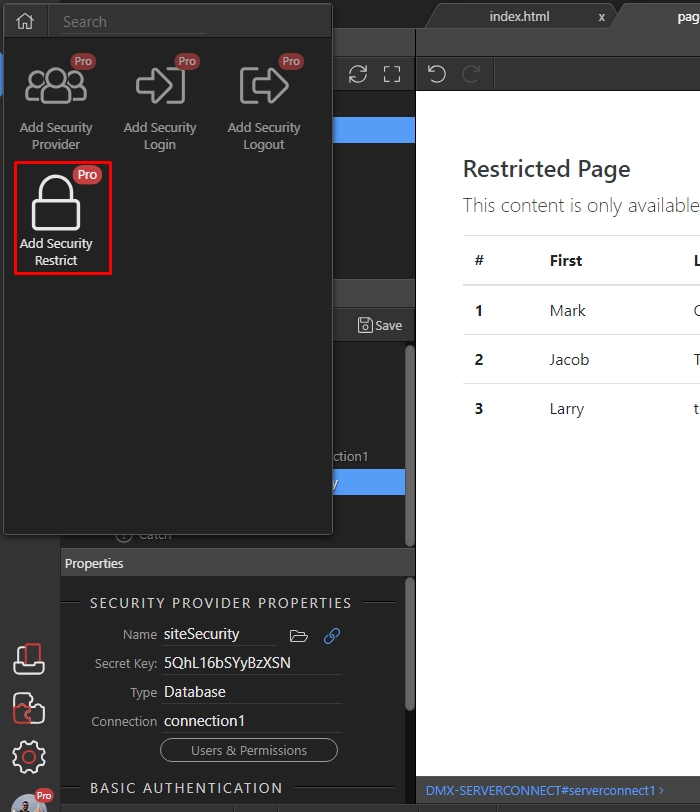 Search
index.html
x
pag
Pro
Pro
Pro
Add Security
Provider
Add Security
Login
Add Security
Logout
Pro
Add Security
Restrict
Restricted Page
This content is only available
# First L
1 Mark
2 Jacob T
3 Larry t
Save
ction1
y
Catch
Properties
SECURITY PROVIDER PROPERTIES
Name siteSecurity
Secret Key: 5QhL16bSYyBzXSN
Type Database
Connection connection1
Users & Permissions
BASIC AUTHENTICATION
DMX-SERVERCONNECT#serverconnect1 ›
Pro